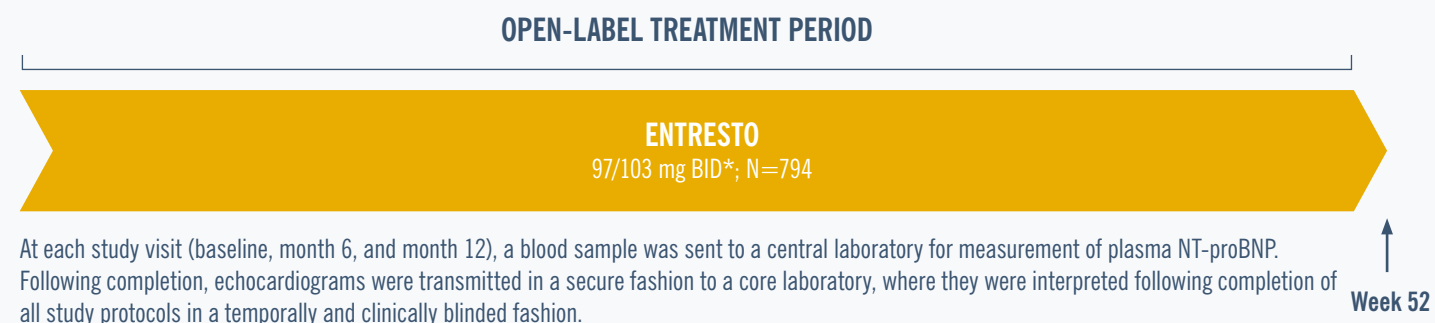 OPEN-LABEL TREATMENT PERIOD
ENTRESTO
97/103 mg BID*; N=794
At each study visit (baseline, month 6, and month 12), a blood sample was sent to a central laboratory for measurement of plasma NT-proBNP.
Following completion, echocardiograms were transmitted in a secure fashion to a core laboratory, where they were interpreted following completion of
all study protocols in a temporally and clinically blinded fashion.
Week 52